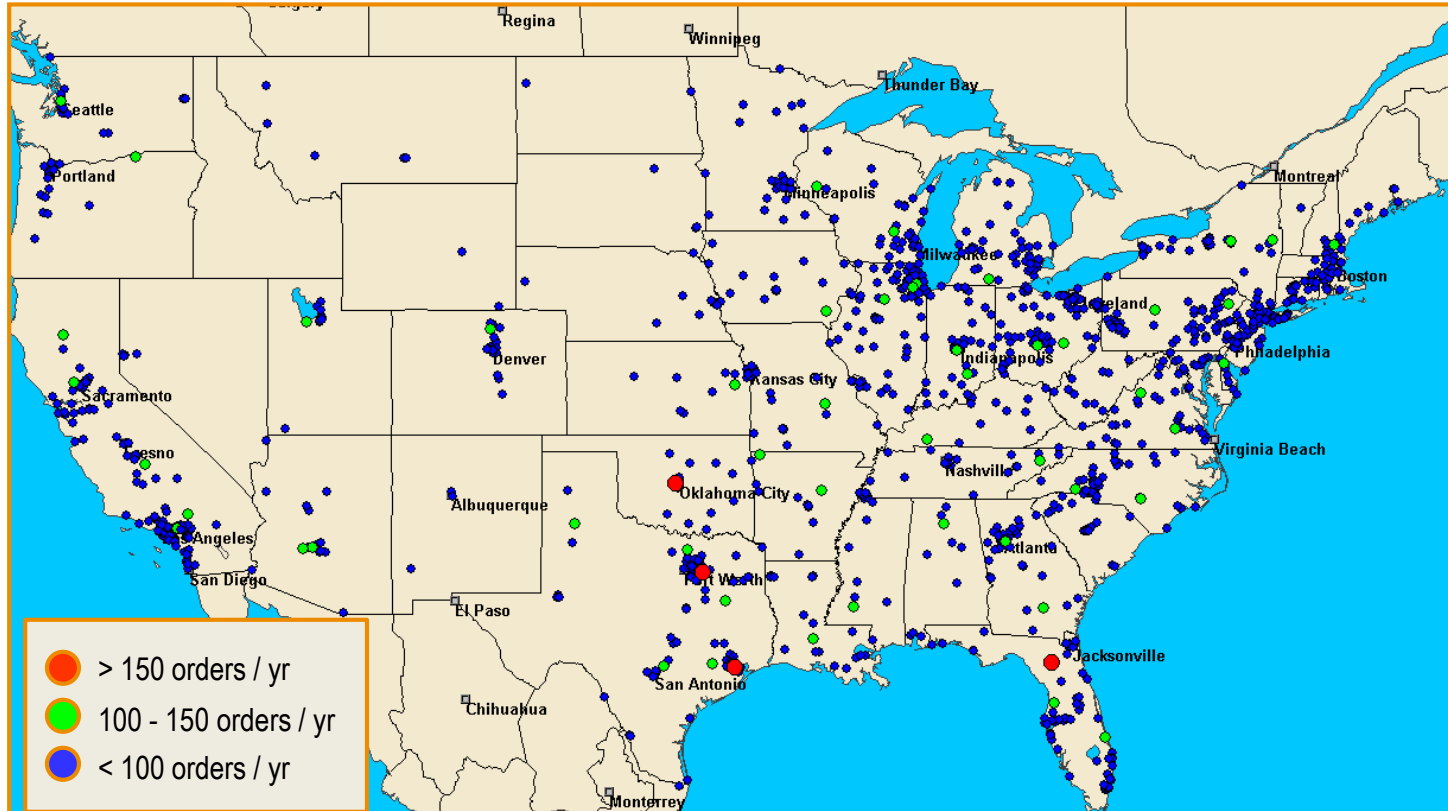 Regina
Winnipeg
Thunder Bay
Seattle
Portland
Montreal
Minneapolis
Milwaukee
Boston
Cleveland
Denver
Indianapolis
Philadelphia
Kansas City
Sacramento
Fresno
Nashville
Virginia Beach
Albuquerque
Oklahoma City
Los Angeles
Atlanta
San Diego
Fort Worth
El Paso
Jacksonville
San Antonio
Chihuahua
Monterrey
> 150 orders / yr
100 - 150 orders / yr
< 100 orders / yr